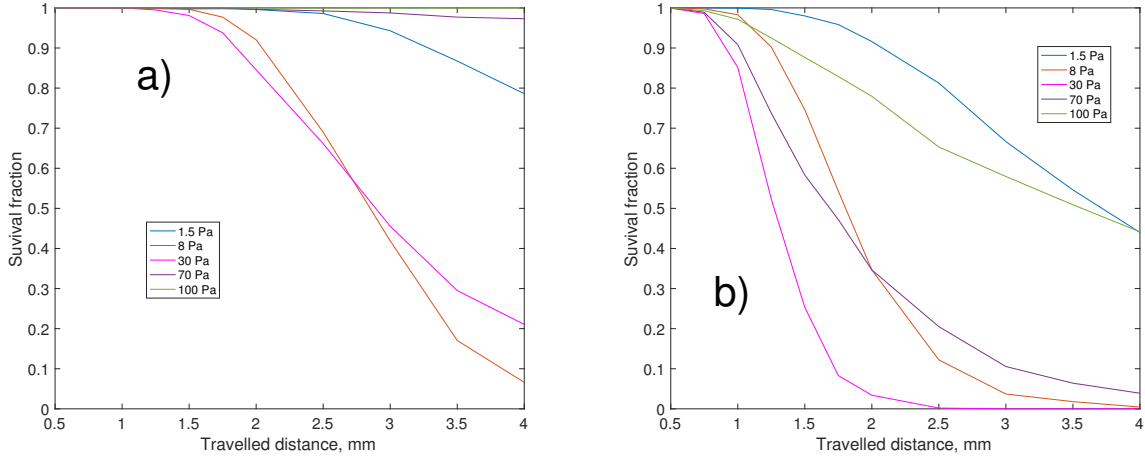 a)
Suvival fraction
1
0.9
0.8
0.7
0.6
0.5
0.4
0.3
0.2
0.1
0
1.5 Pa
8 Pa
30 Pa
70 Pa
100 Pa
0.5 1 1.5 2 2.5 3 3.5 4
Travelled distance, mm
b)
Suvival fraction
1
0.9
0.8
0.7
0.6
0.5
0.4
0.3
0.2
0.1
0
1.5 Pa
8 Pa
30 Pa
70 Pa
100 Pa
0.5 1 1.5 2 2.5 3 3.5 4
Travelled distance, mm